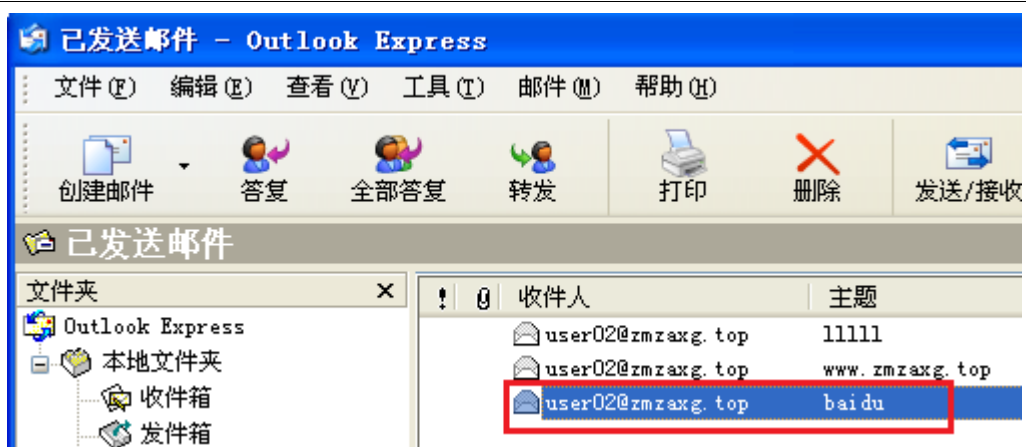 已发送邮件 - Outlook Express
文件(F) 编辑(E) 查看(V) 工具(T) 邮件(M) 帮助(H)
创建邮件 答复 全部答复 转发 打印 删除 发送/接收
已发送邮件
文件夹
Outlook Express
本地文件夹
收件箱
发件箱
! 收件人 主题
user02@zmzaxg.top 11111
user02@zmzaxg.top www.zmzaxg.top
user02@zmzaxg.top baidu